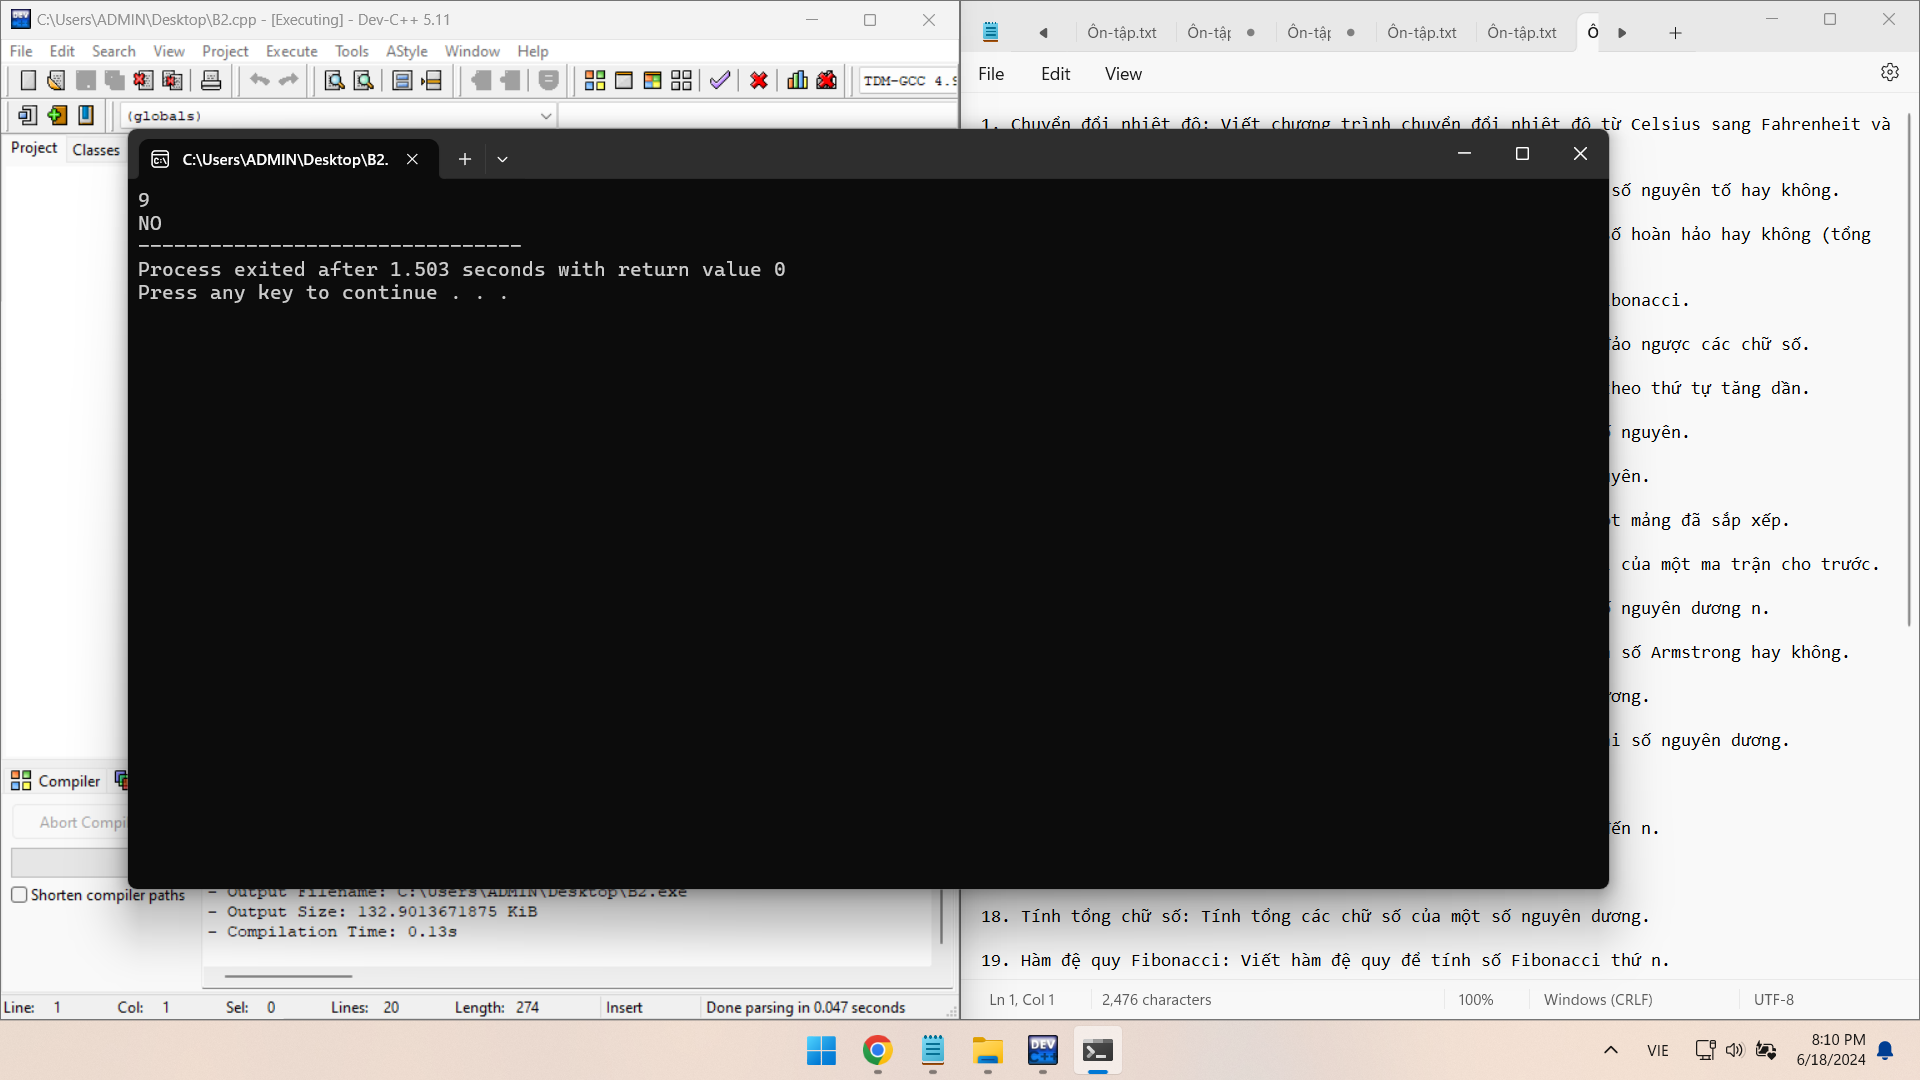 C:\Users\ADMIN\Desktop\B2.cpp - [Executing] - Dev-C++ 5.11
File Edit Search View Project Execute Tools AStyle Window Help
TDM-GCC
(globals)
Project Classes
C:\Users\ADMIN\Desktop\B2.
9
NO
--------------------------------
Process exited after 1.503 seconds with return value 0
Press any key to continue . . .
Compiler
Abort
Shorten compiler paths
- Output Filename: C:\Users\ADMIN\Desktop\B2.exe
- Output Size: 132.9013671875 KiB
- Compilation Time: 0.13s
Line: 1 Col: 1 Sel: 0 Lines: 20 Length: 274 Insert Done parsing in 0.047 seconds
Ôn-tập.txt Ôn-tập Ôn-tập Ôn-tập.txt Ôn-tập.txt Ô
File Edit View
1. Chuyển đổi nhiệt độ: Viết chương trình chuyển đổi nhiệt độ từ Celsius sang Fahrenheit và
số nguyên tố hay không.
hoàn hảo hay không (tổng
bonacci.
ngược các chữ số.
thứ tự tăng dần.
nguyên.
yên.
mảng đã sắp xếp.
của một ma trận cho trước.
nguyên dương n.
số Armstrong hay không.
ơng.
số nguyên dương.
đến n.
18. Tính tổng chữ số: Tính tổng các chữ số của một số nguyên dương.
19. Hàm đệ quy Fibonacci: Viết hàm đệ quy để tính số Fibonacci thứ n.
Ln 1, Col 1 2,476 characters 100% Windows (CRLF) UTF-8
DEV C++
VIE
8:10 PM
6/18/2024